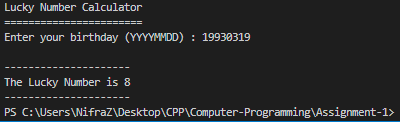 Lucky Number Calculator
=======================
Enter your birthday (YYYYMMDD) : 19930319
---------------------
The Lucky Number is 8
---------------------
PS C:\Users\NifraZ\Desktop\CPP\Computer-Programming\Assignment-1>